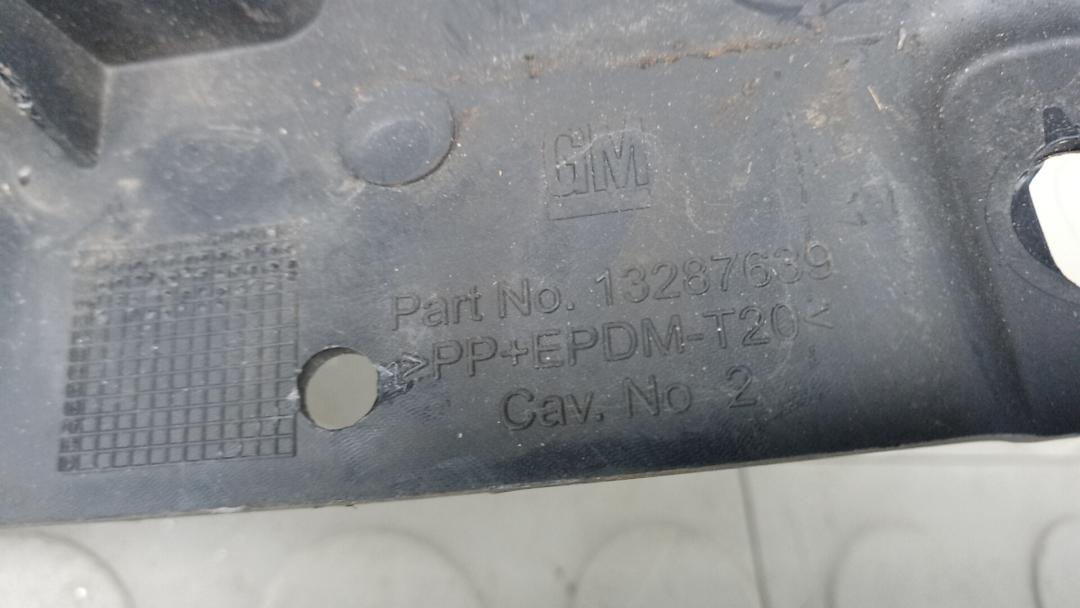 GM
Part No. 13287639
>PP+EPDM-T20<
Cav. No 2